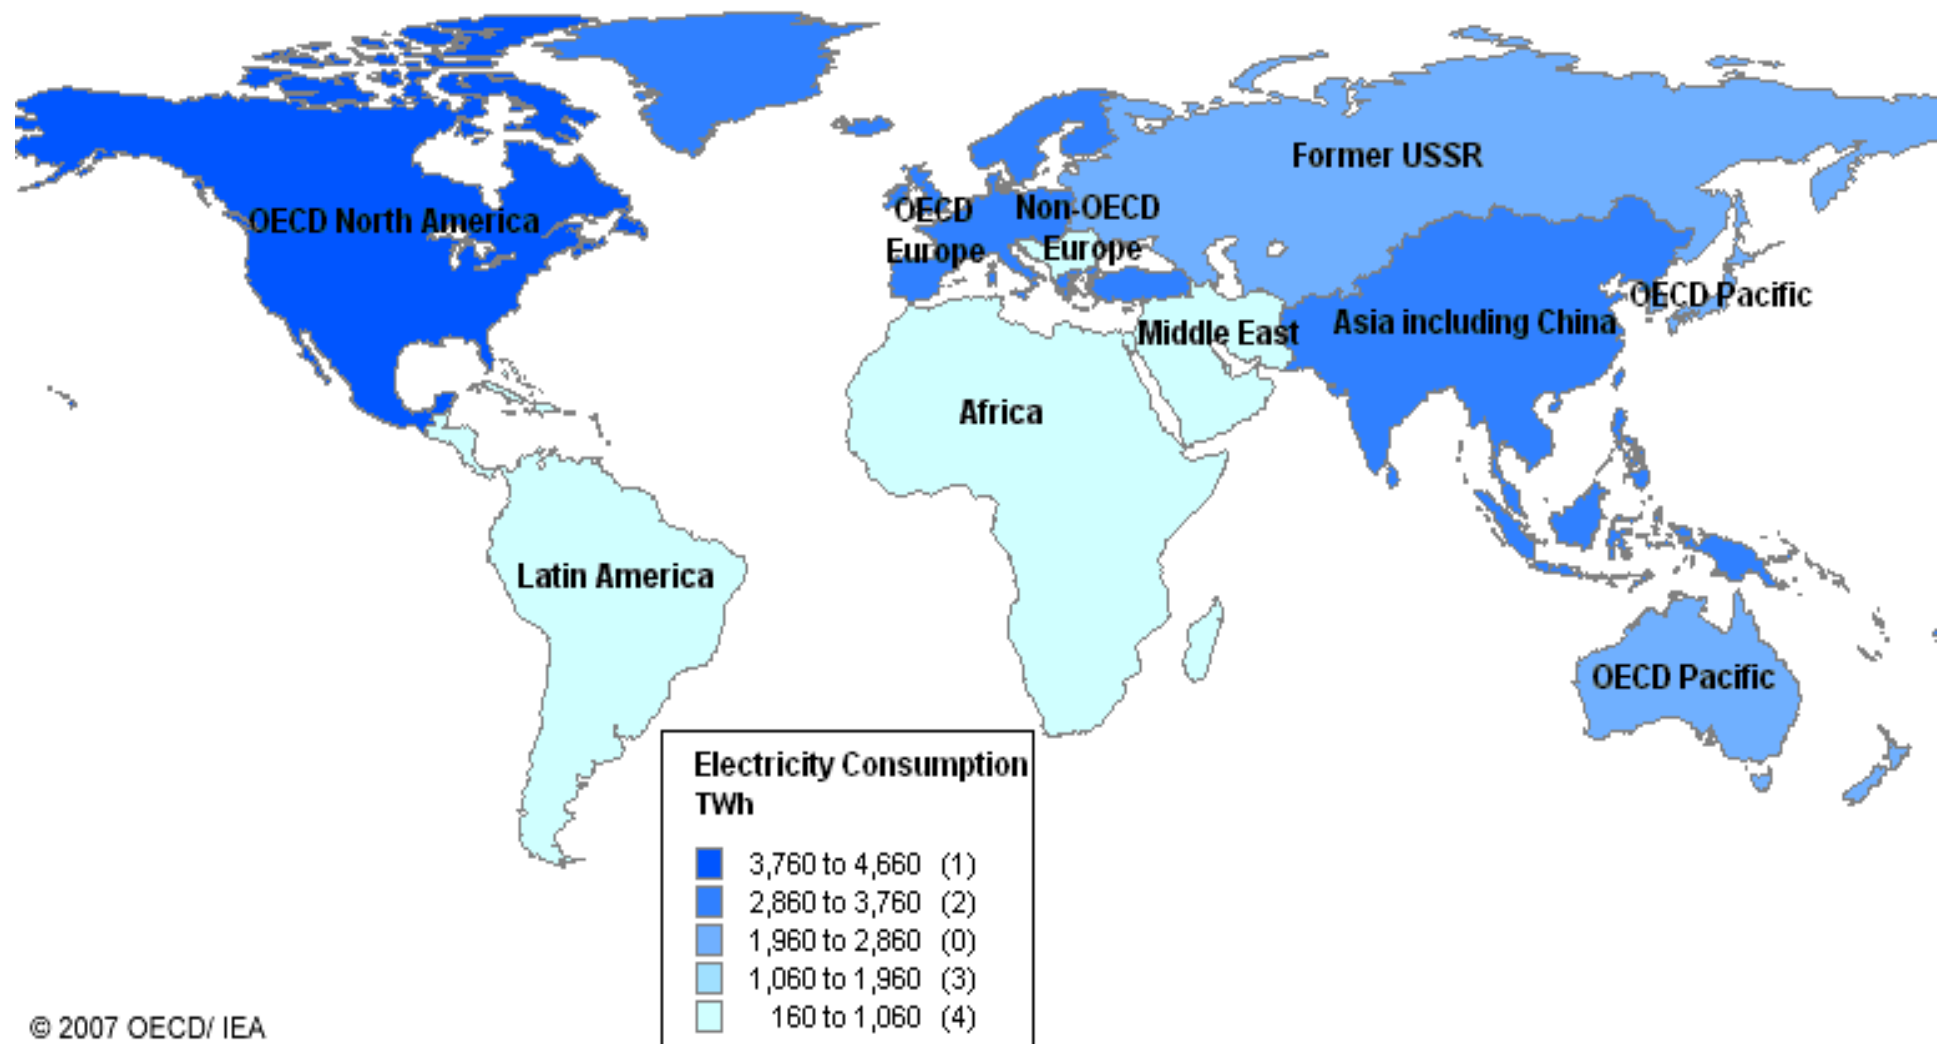 Former USSR
OECD North America
OECD
Europe
Non-OECD
Europe
OECD Pacific
Asia including China
Middle East
Africa
Latin America
OECD Pacific
Electricity Consumption
TWh
3,760 to 4,660 (1)
2,860 to 3,760 (2)
1,960 to 2,860 (0)
1,060 to 1,960 (3)
160 to 1,060 (4)
© 2007 OECD/ IEA